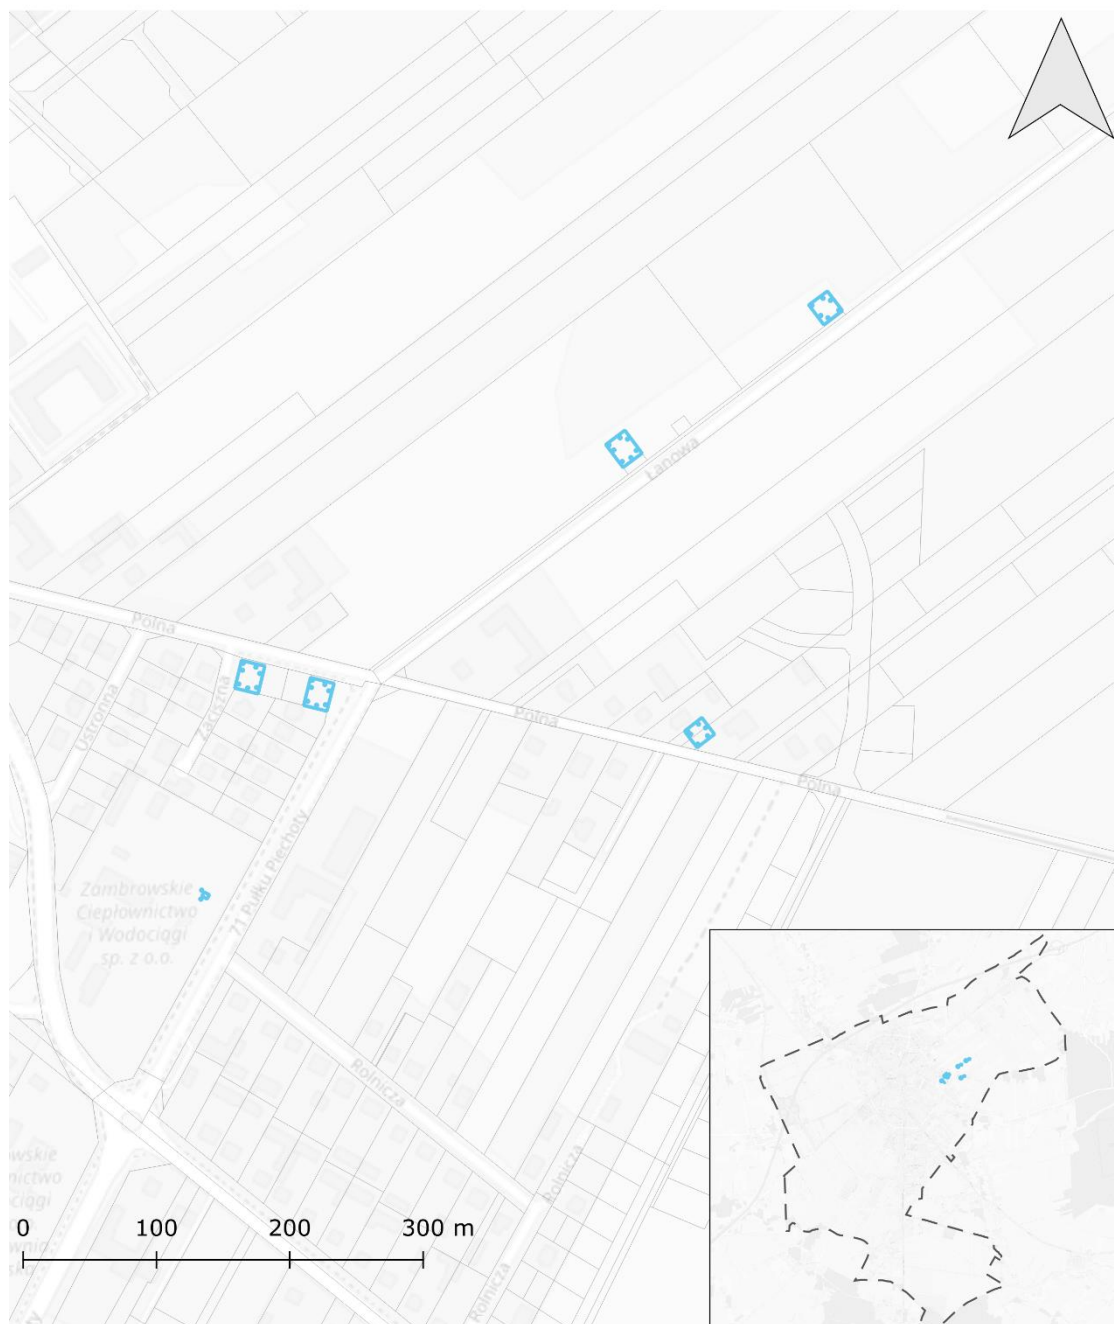 Łanowa
Polna
Ustronna
Zaciszna
Polna
Polna
71 Pułku Piechoty
Zambrowskie
Ciepłownictwo
i Wodociągi
sp. z o.o.
Rolnicza
Rolnicza
Rolnicza
0 100 200 300 m